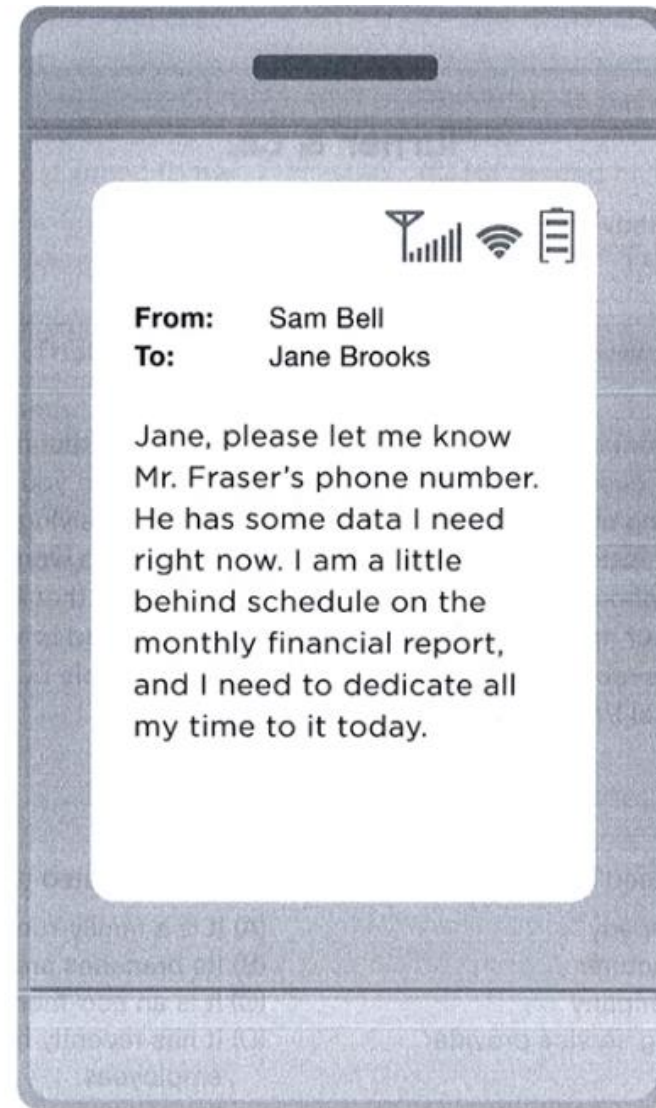 From: Sam Bell
To: Jane Brooks
Jane, please let me know
Mr. Fraser's phone number.
He has some data I need
right now. I am a little
behind schedule on the
monthly financial report,
and I need to dedicate all
my time to it today.